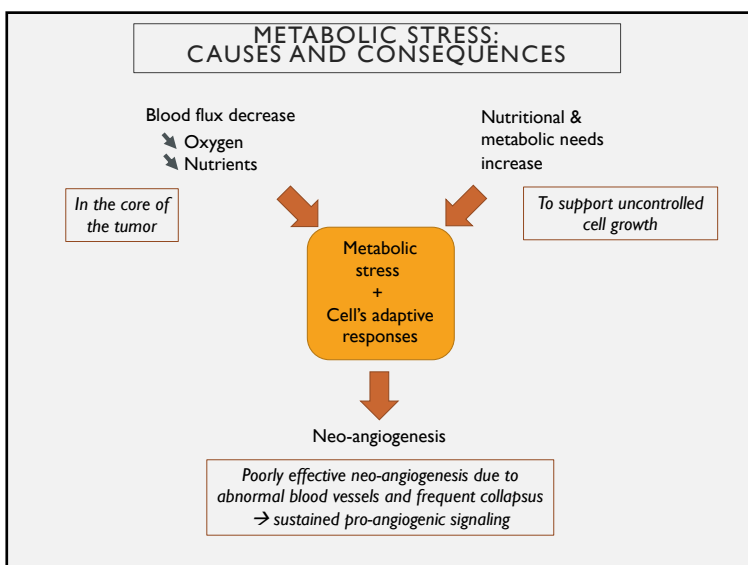 METABOLIC STRESS:
CAUSES AND CONSEQUENCES
Blood flux decrease
➘ Oxygen
➘ Nutrients
Nutritional &
metabolic needs
increase
In the core of
the tumor
To support uncontrolled
cell growth
Metabolic
stress
+
Cell's adaptive
responses
Neo-angiogenesis
Poorly effective neo-angiogenesis due to
abnormal blood vessels and frequent collapsus
→ sustained pro-angiogenic signaling